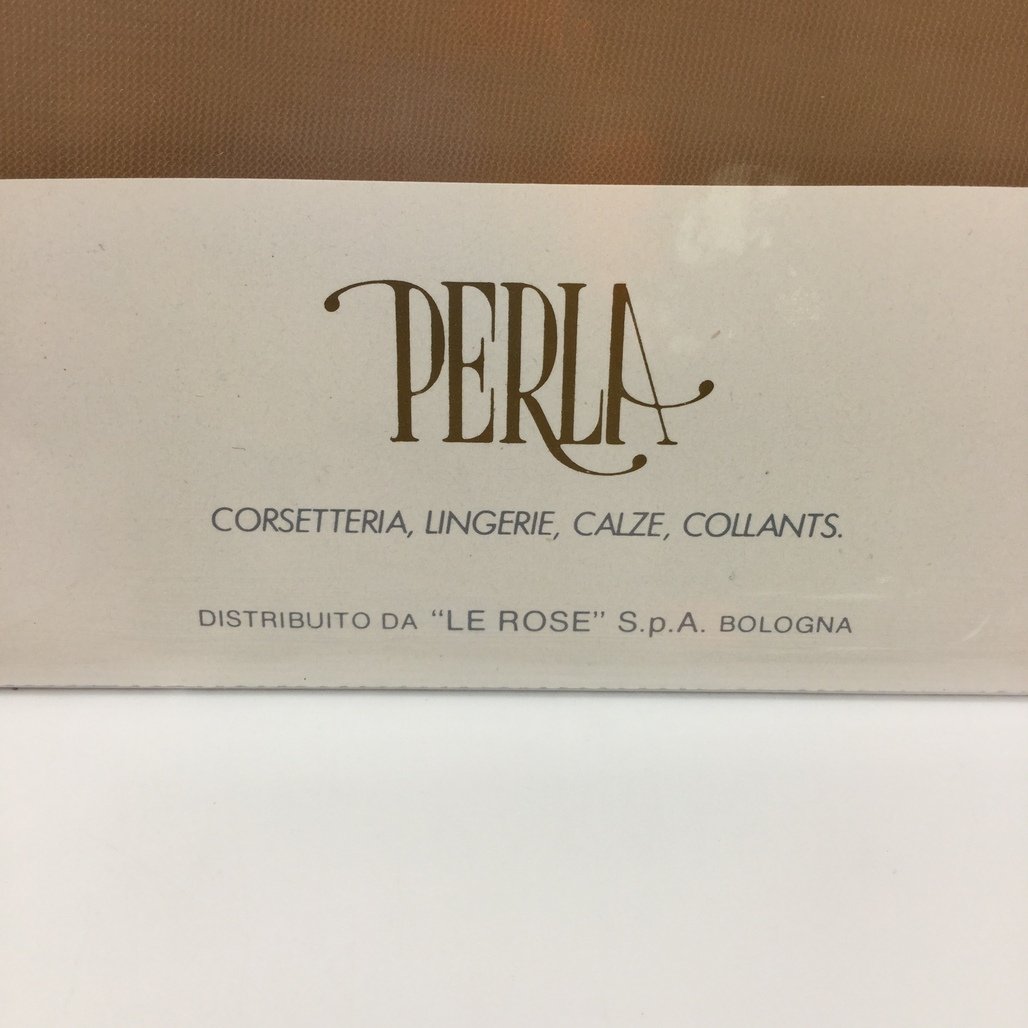 PERLA
CORSETTERIA, LINGERIE, CALZE, COLLANTS.
DISTRIBUITO DA "LE ROSE" S.p.A. BOLOGNA